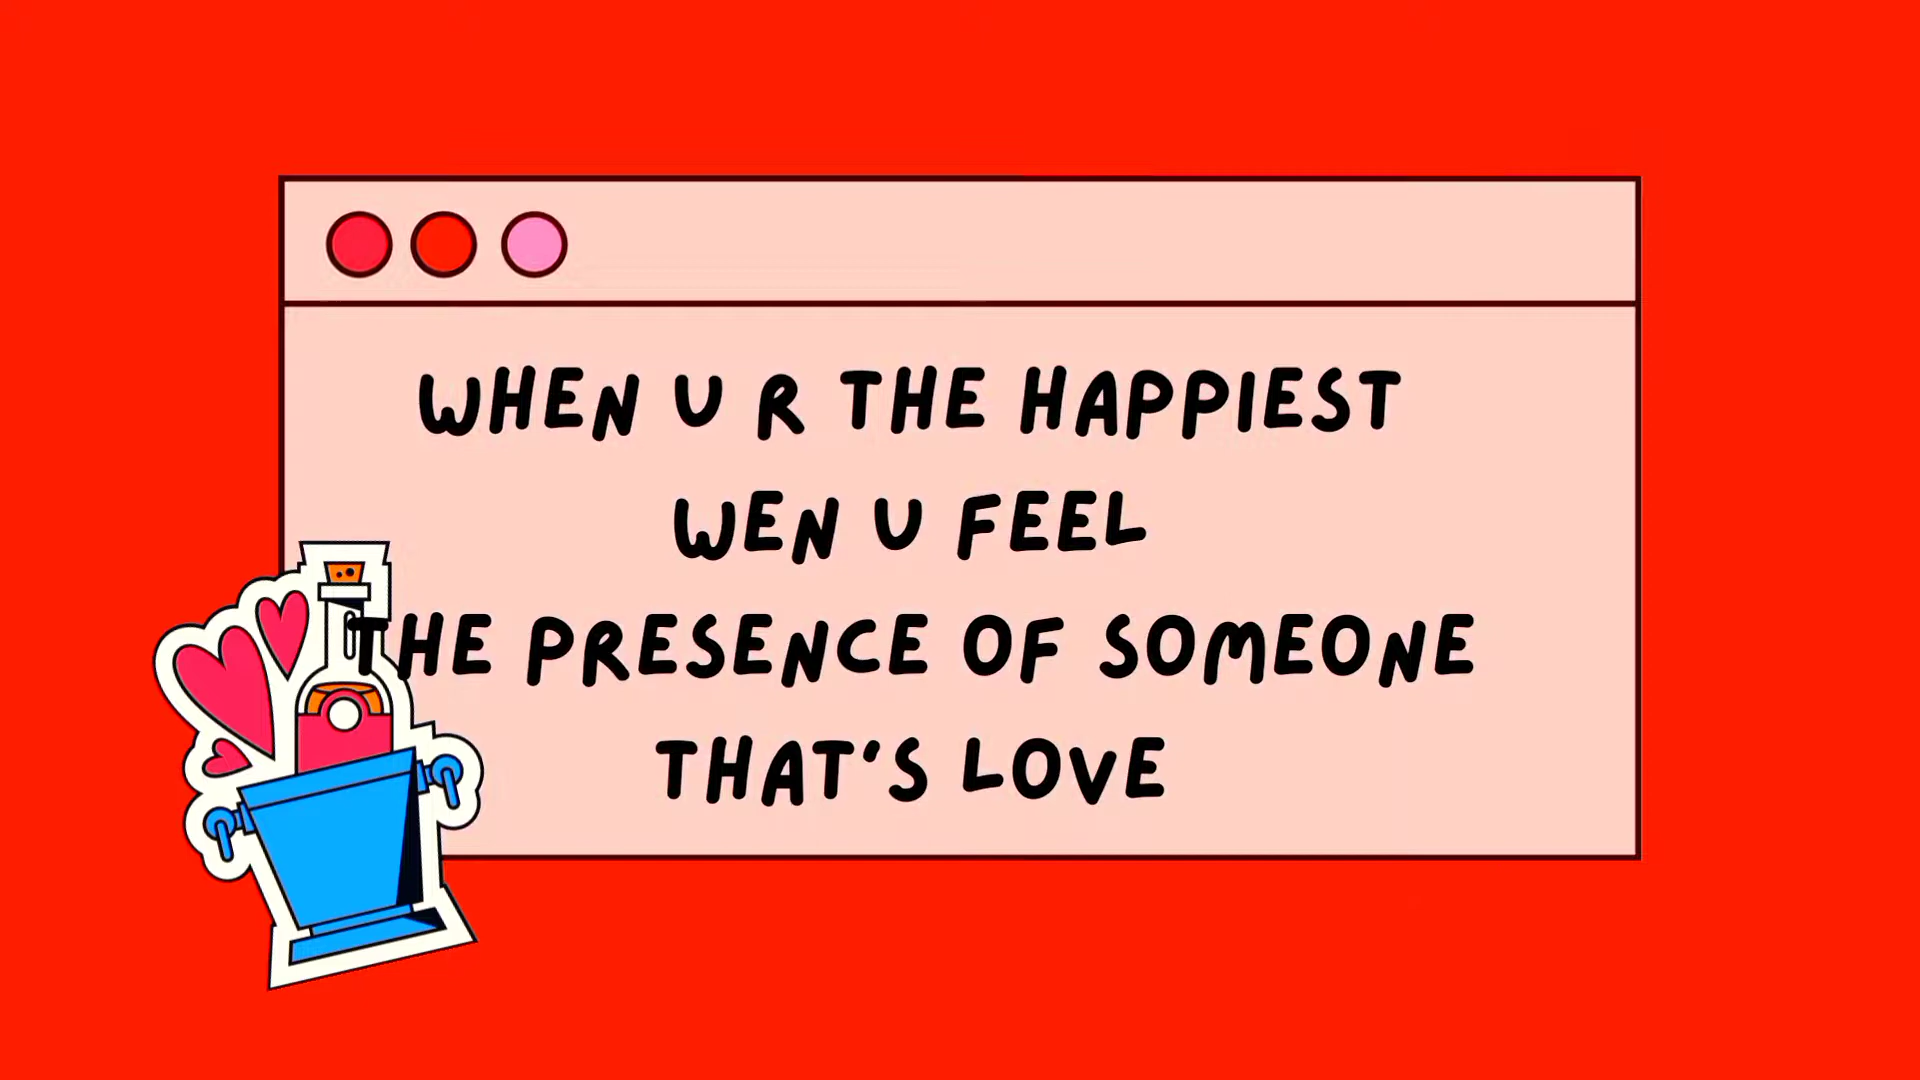 WHEN U R THE HAPPIEST
WEN U FEEL
THE PRESENCE OF SOMEONE
THAT'S LOVE